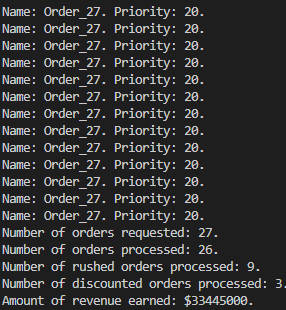 Name: Order_27. Priority: 20.
Name: Order_27. Priority: 20.
Name: Order_27. Priority: 20.
Name: Order_27. Priority: 20.
Name: Order_27. Priority: 20.
Name: Order_27. Priority: 20.
Name: Order_27. Priority: 20.
Name: Order_27. Priority: 20.
Name: Order_27. Priority: 20.
Name: Order_27. Priority: 20.
Name: Order_27. Priority: 20.
Name: Order_27. Priority: 20.
Name: Order_27. Priority: 20.
Number of orders requested: 27.
Number of orders processed: 26.
Number of rushed orders processed: 9.
Number of discounted orders processed: 3.
Amount of revenue earned: $33445000.